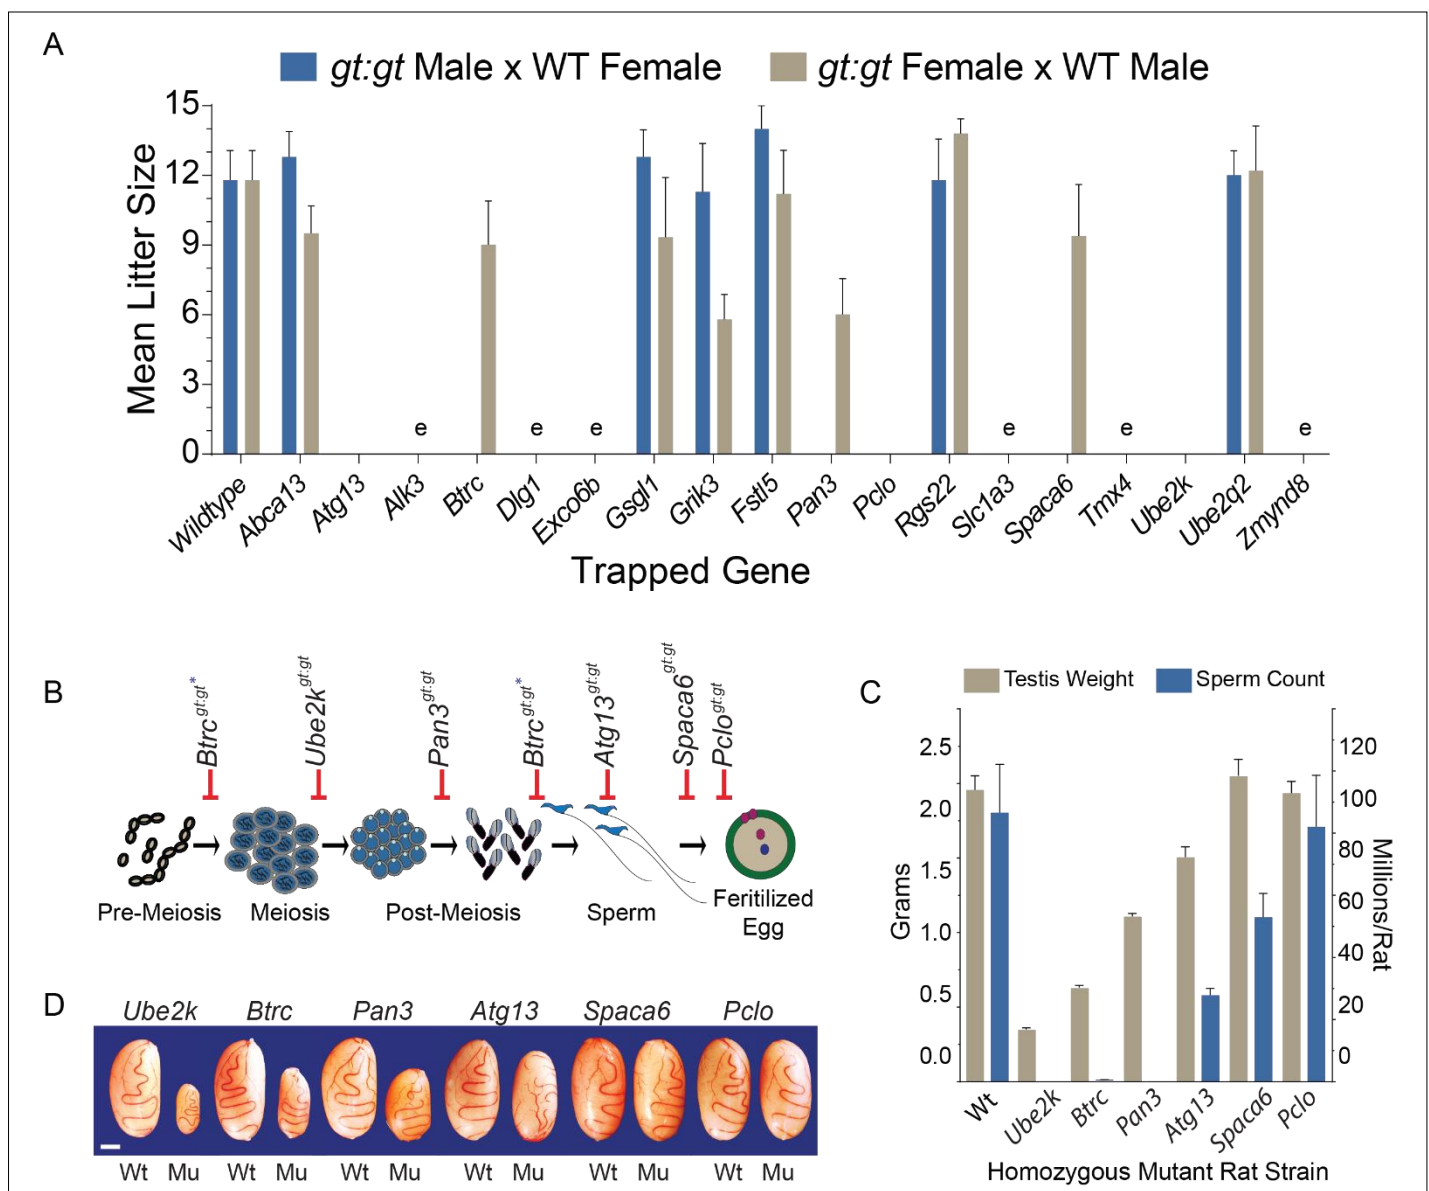 A
gt:gt Male x WT Female
gt:gt Female x WT Male
15
12
9
6
3
0
Mean Litter Size
e e e e e e
Wildtype Abca13 Atg13 Alk3 Btrc Dlg1 Exco6b Gsgl1 Grik3 Fstl5 Pan3 Pclo Rgs22 Slc1a3 Spaca6 Tmx4 Ube2k Ube2q2 Zmynd8
Trapped Gene
B
Btrc gt:gt* Ube2k gt:gt Pan3 gt:gt Btrc gt:gt* Atg13 gt:gt Spaca6 gt:gt Pclo gt:gt
Pre-Meiosis Meiosis Post-Meiosis Sperm Feritilized
Egg
C
Testis Weight Sperm Count
2.5
2.0
1.5
1.0
0.5
0.0
Grams
120
100
80
60
40
20
0
Millions/Rat
Wt Ube2k Btrc Pan3 Atg13 Spaca6 Pclo
Homozygous Mutant Rat Strain
D
Ube2k Btrc Pan3 Atg13 Spaca6 Pclo
Wt Mu Wt Mu Wt Mu Wt Mu Wt Mu Wt Mu